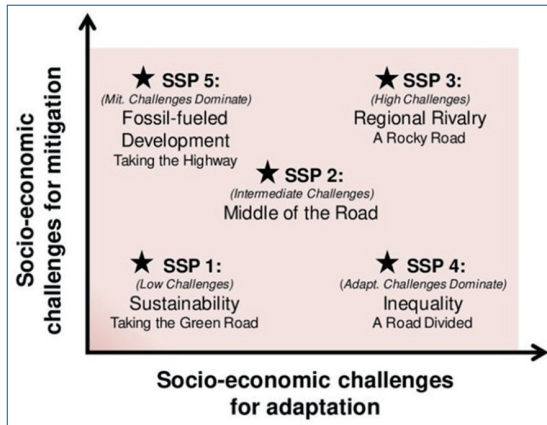 Socio-economic
challenges for mitigation
★ SSP 5:
(Mit. Challenges Dominate)
Fossil-fueled
Development
Taking the Highway
★ SSP 3:
(High Challenges)
Regional Rivalry
A Rocky Road
★ SSP 2:
(Intermediate Challenges)
Middle of the Road
★ SSP 1:
(Low Challenges)
Sustainability
Taking the Green Road
★ SSP 4:
(Adapt. Challenges Dominate)
Inequality
A Road Divided
Socio-economic challenges
for adaptation